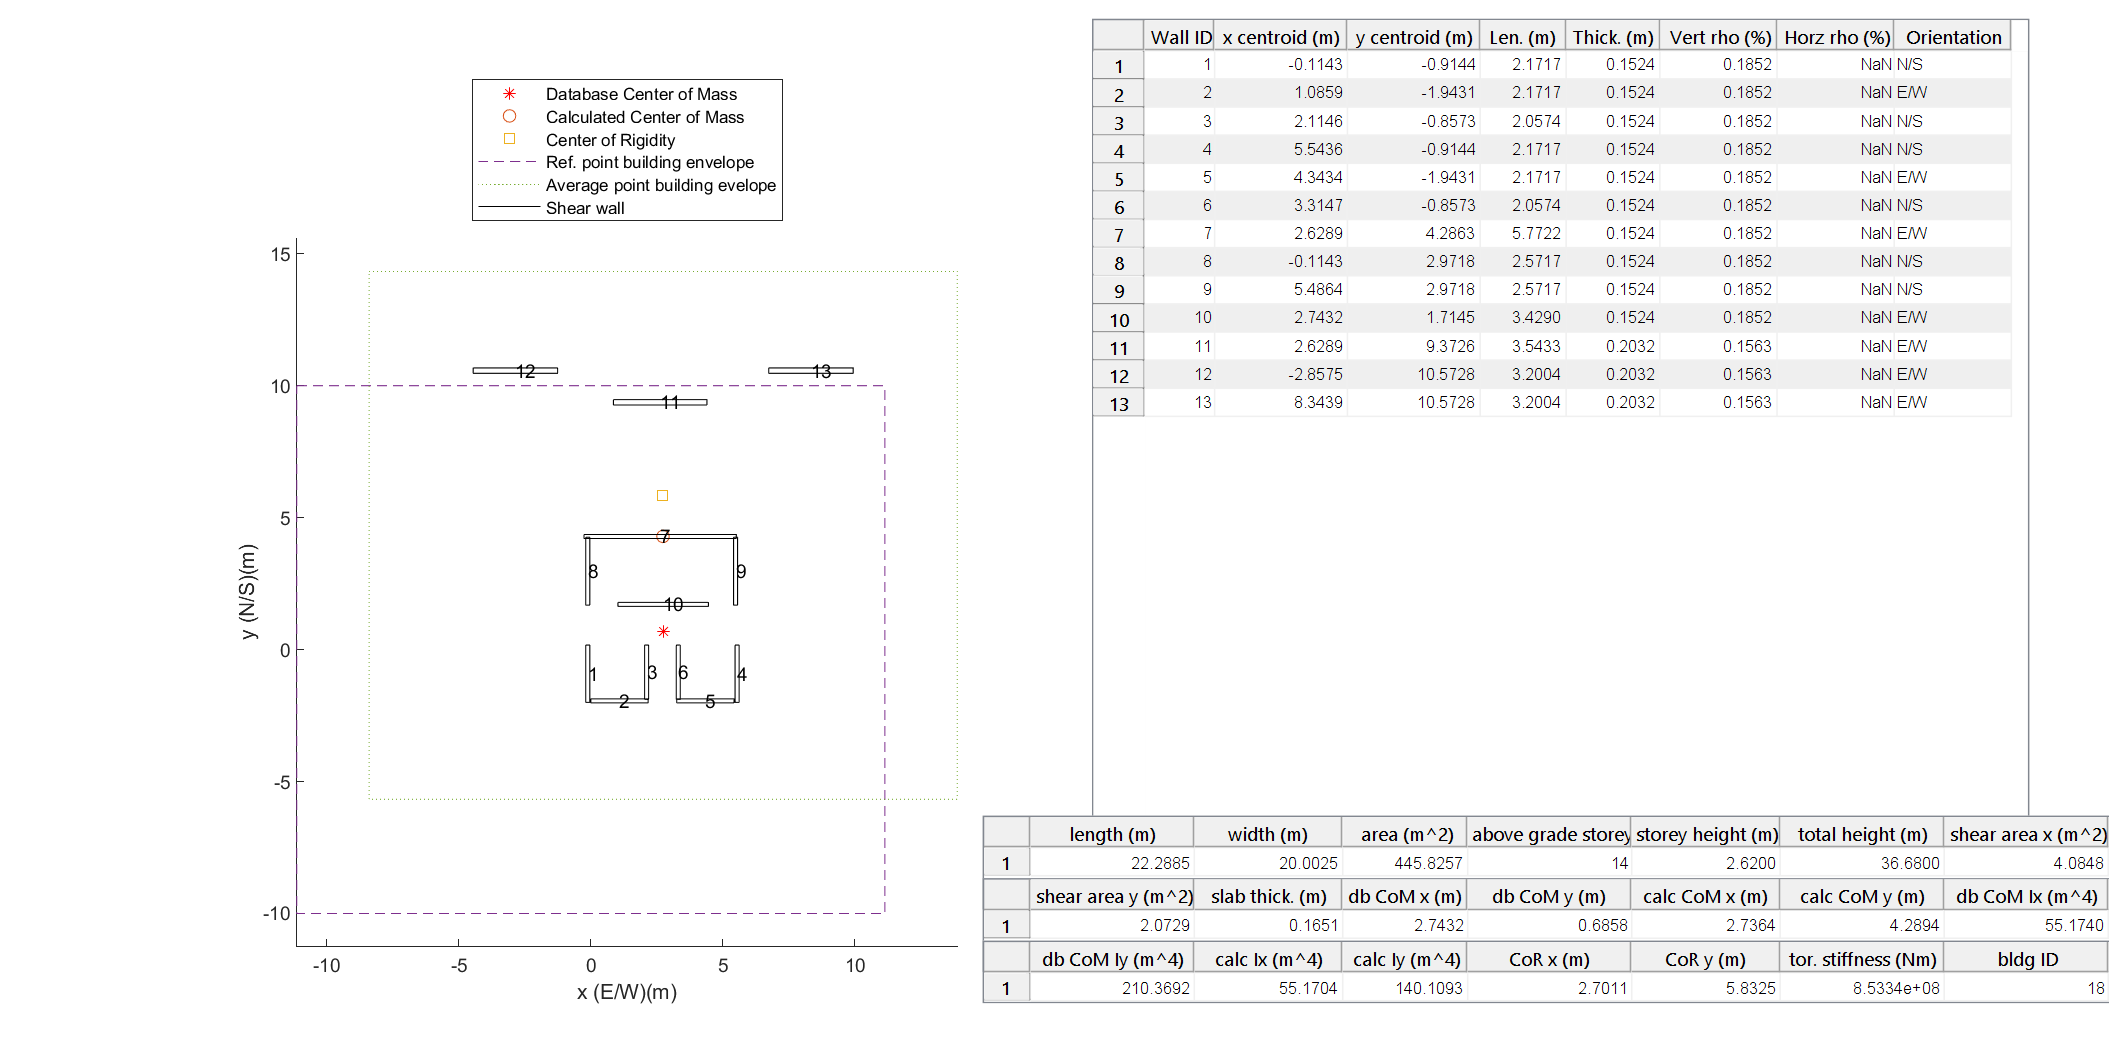 Database Center of Mass
Calculated Center of Mass
Center of Rigidity
Ref. point building envelope
Average point building evelope
Shear wall
15
10
5
0
-5
-10
y (N/S)(m)
12 13
11
7
8 9
10
1 3 6 4
2 5
-10 -5 0 5 10
x (E/W)(m)
Wall ID x centroid (m) y centroid (m) Len. (m) Thick. (m) Vert rho (%) Horz rho (%) Orientation
1 1 -0.1143 -0.9144 2.1717 0.1524 0.1852 NaN N/S
2 2 1.0859 -1.9431 2.1717 0.1524 0.1852 NaN E/W
3 3 2.1146 -0.8573 2.0574 0.1524 0.1852 NaN N/S
4 4 5.5436 -0.9144 2.1717 0.1524 0.1852 NaN N/S
5 5 4.3434 -1.9431 2.1717 0.1524 0.1852 NaN E/W
6 6 3.3147 -0.8573 2.0574 0.1524 0.1852 NaN N/S
7 7 2.6289 4.2863 5.7722 0.1524 0.1852 NaN E/W
8 8 -0.1143 2.9718 2.5717 0.1524 0.1852 NaN N/S
9 9 5.4864 2.9718 2.5717 0.1524 0.1852 NaN N/S
10 10 2.7432 1.7145 3.4290 0.1524 0.1852 NaN E/W
11 11 2.6289 9.3726 3.5433 0.2032 0.1563 NaN E/W
12 12 -2.8575 10.5728 3.2004 0.2032 0.1563 NaN E/W
13 13 8.3439 10.5728 3.2004 0.2032 0.1563 NaN E/W
length (m) width (m) area (m^2) above grade storey storey height (m) total height (m) shear area x (m^2)
1 22.2885 20.0025 445.8257 14 2.6200 36.6800 4.0848
shear area y (m^2) slab thick. (m) db CoM x (m) db CoM y (m) calc CoM x (m) calc CoM y (m) db CoM Ix (m^4)
1 2.0729 0.1651 2.7432 0.6858 2.7364 4.2894 55.1740
db CoM Iy (m^4) calc Ix (m^4) calc Iy (m^4) CoR x (m) CoR y (m) tor. stiffness (Nm) bldg ID
1 210.3692 55.1704 140.1093 2.7011 5.8325 8.5334e+08 18